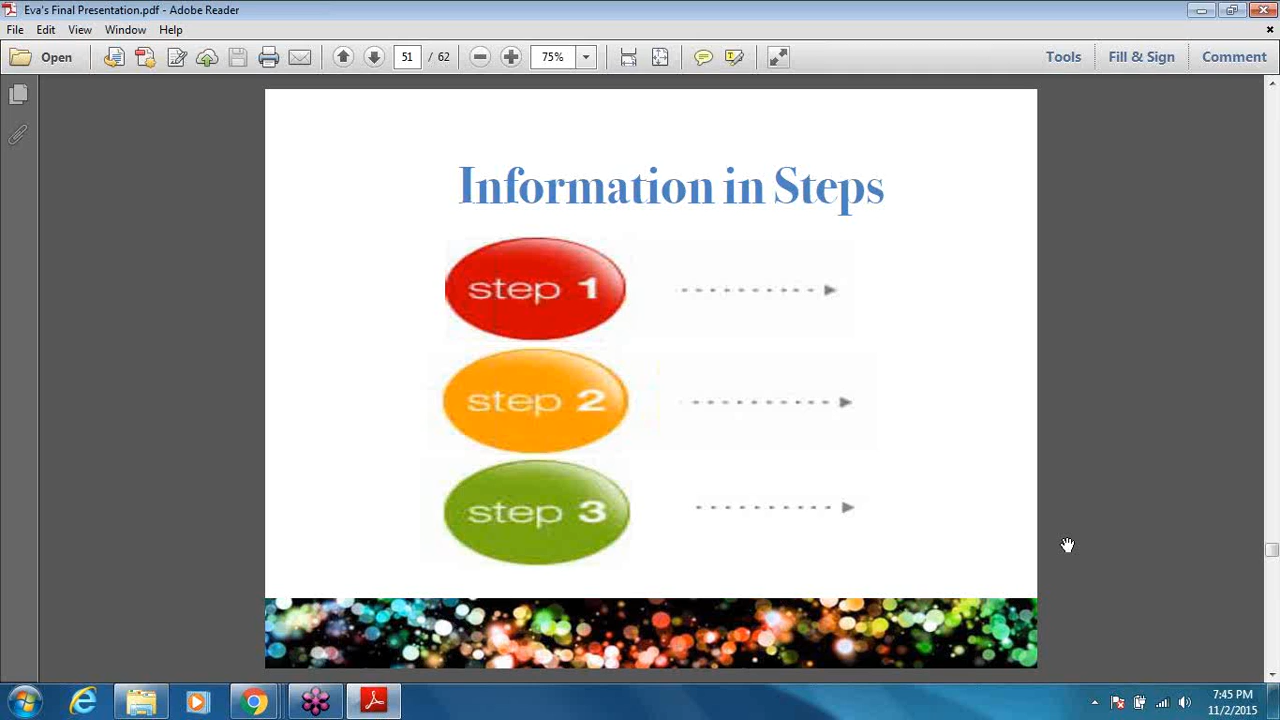 Eva's Final Presentation.pdf - Adobe Reader
File Edit View Window Help
Open 51 / 62 75% Tools Fill & Sign Comment
Information in Steps
step 1
step 2
step 3
7:45 PM
11/2/2015